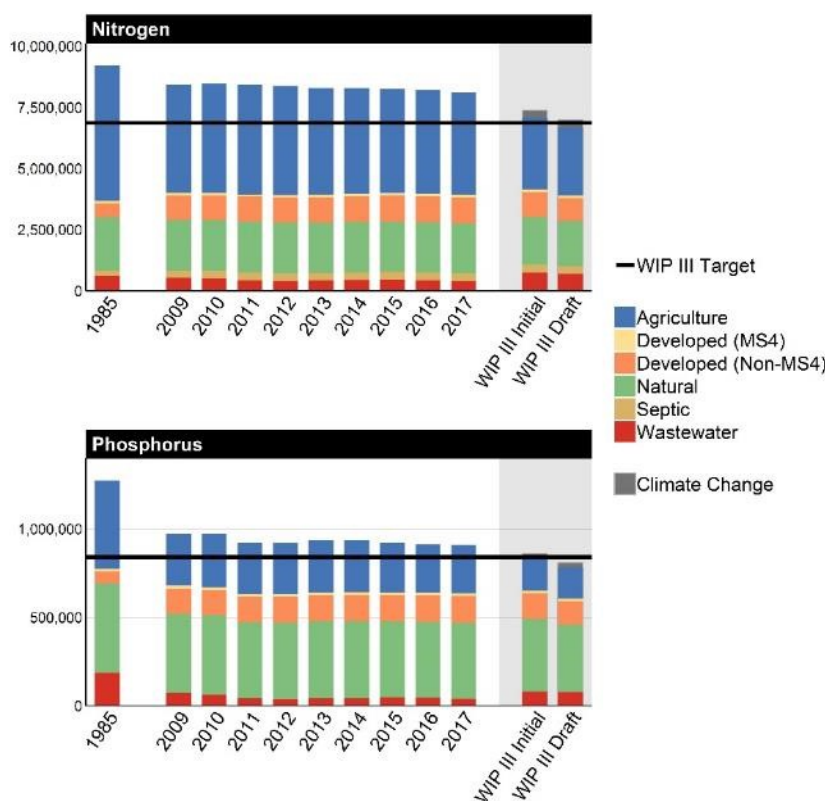 Nitrogen
10,000,000
7,500,000
5,000,000
2,500,000
0
1985
2009
2010
2011
2012
2013
2014
2015
2016
2017
WIP III Initial
WIP III Draft
WIP III Target
Agriculture
Developed (MS4)
Developed (Non-MS4)
Natural
Septic
Wastewater
Climate Change
Phosphorus
1,000,000
500,000
0
1985
2009
2010
2011
2012
2013
2014
2015
2016
2017
WIP III Initial
WIP III Draft